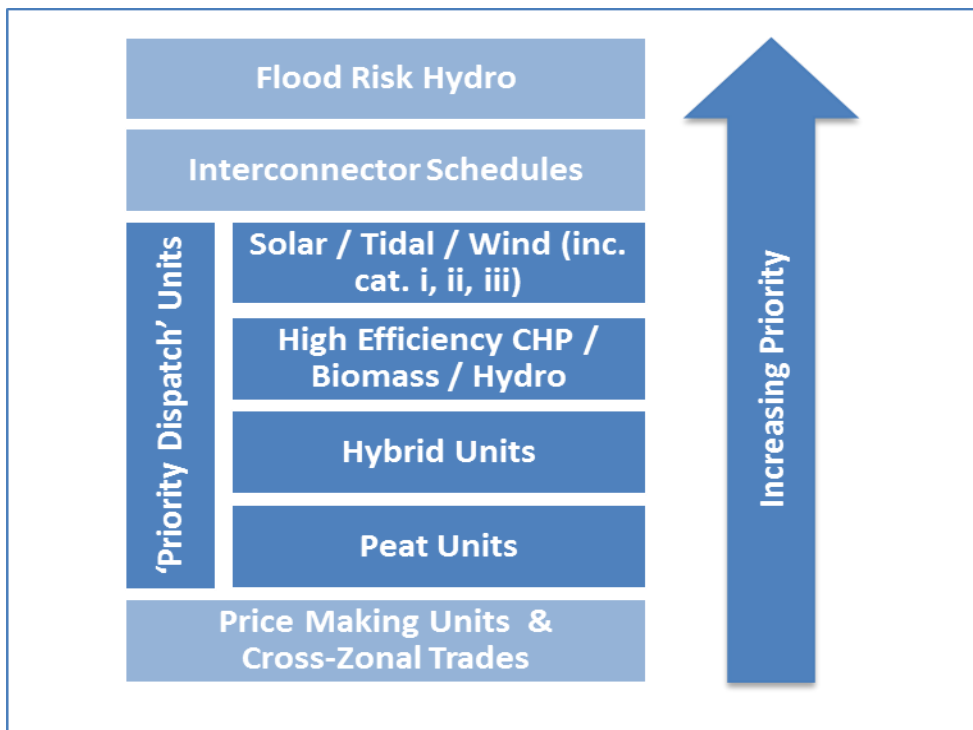 Flood Risk Hydro
Interconnector Schedules
‘Priority Dispatch’ Units
Solar / Tidal / Wind (inc.
cat. i, ii, iii)
High Efficiency CHP /
Biomass / Hydro
Hybrid Units
Peat Units
Price Making Units &
Cross-Zonal Trades
Increasing Priority